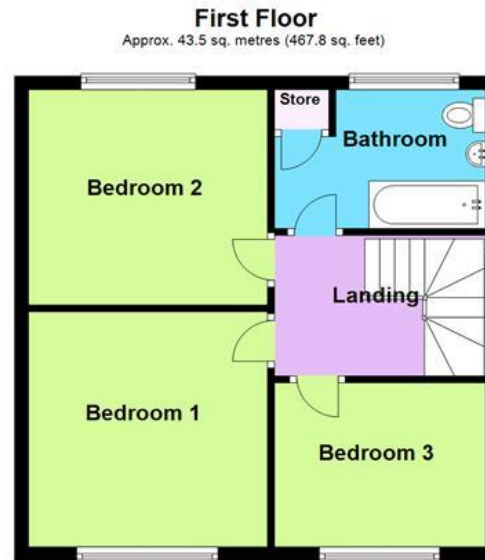 First Floor
Approx. 43.5 sq. metres (467.8 sq. feet)
Store
Bathroom
Bedroom 2
Landing
Bedroom 1
Bedroom 3